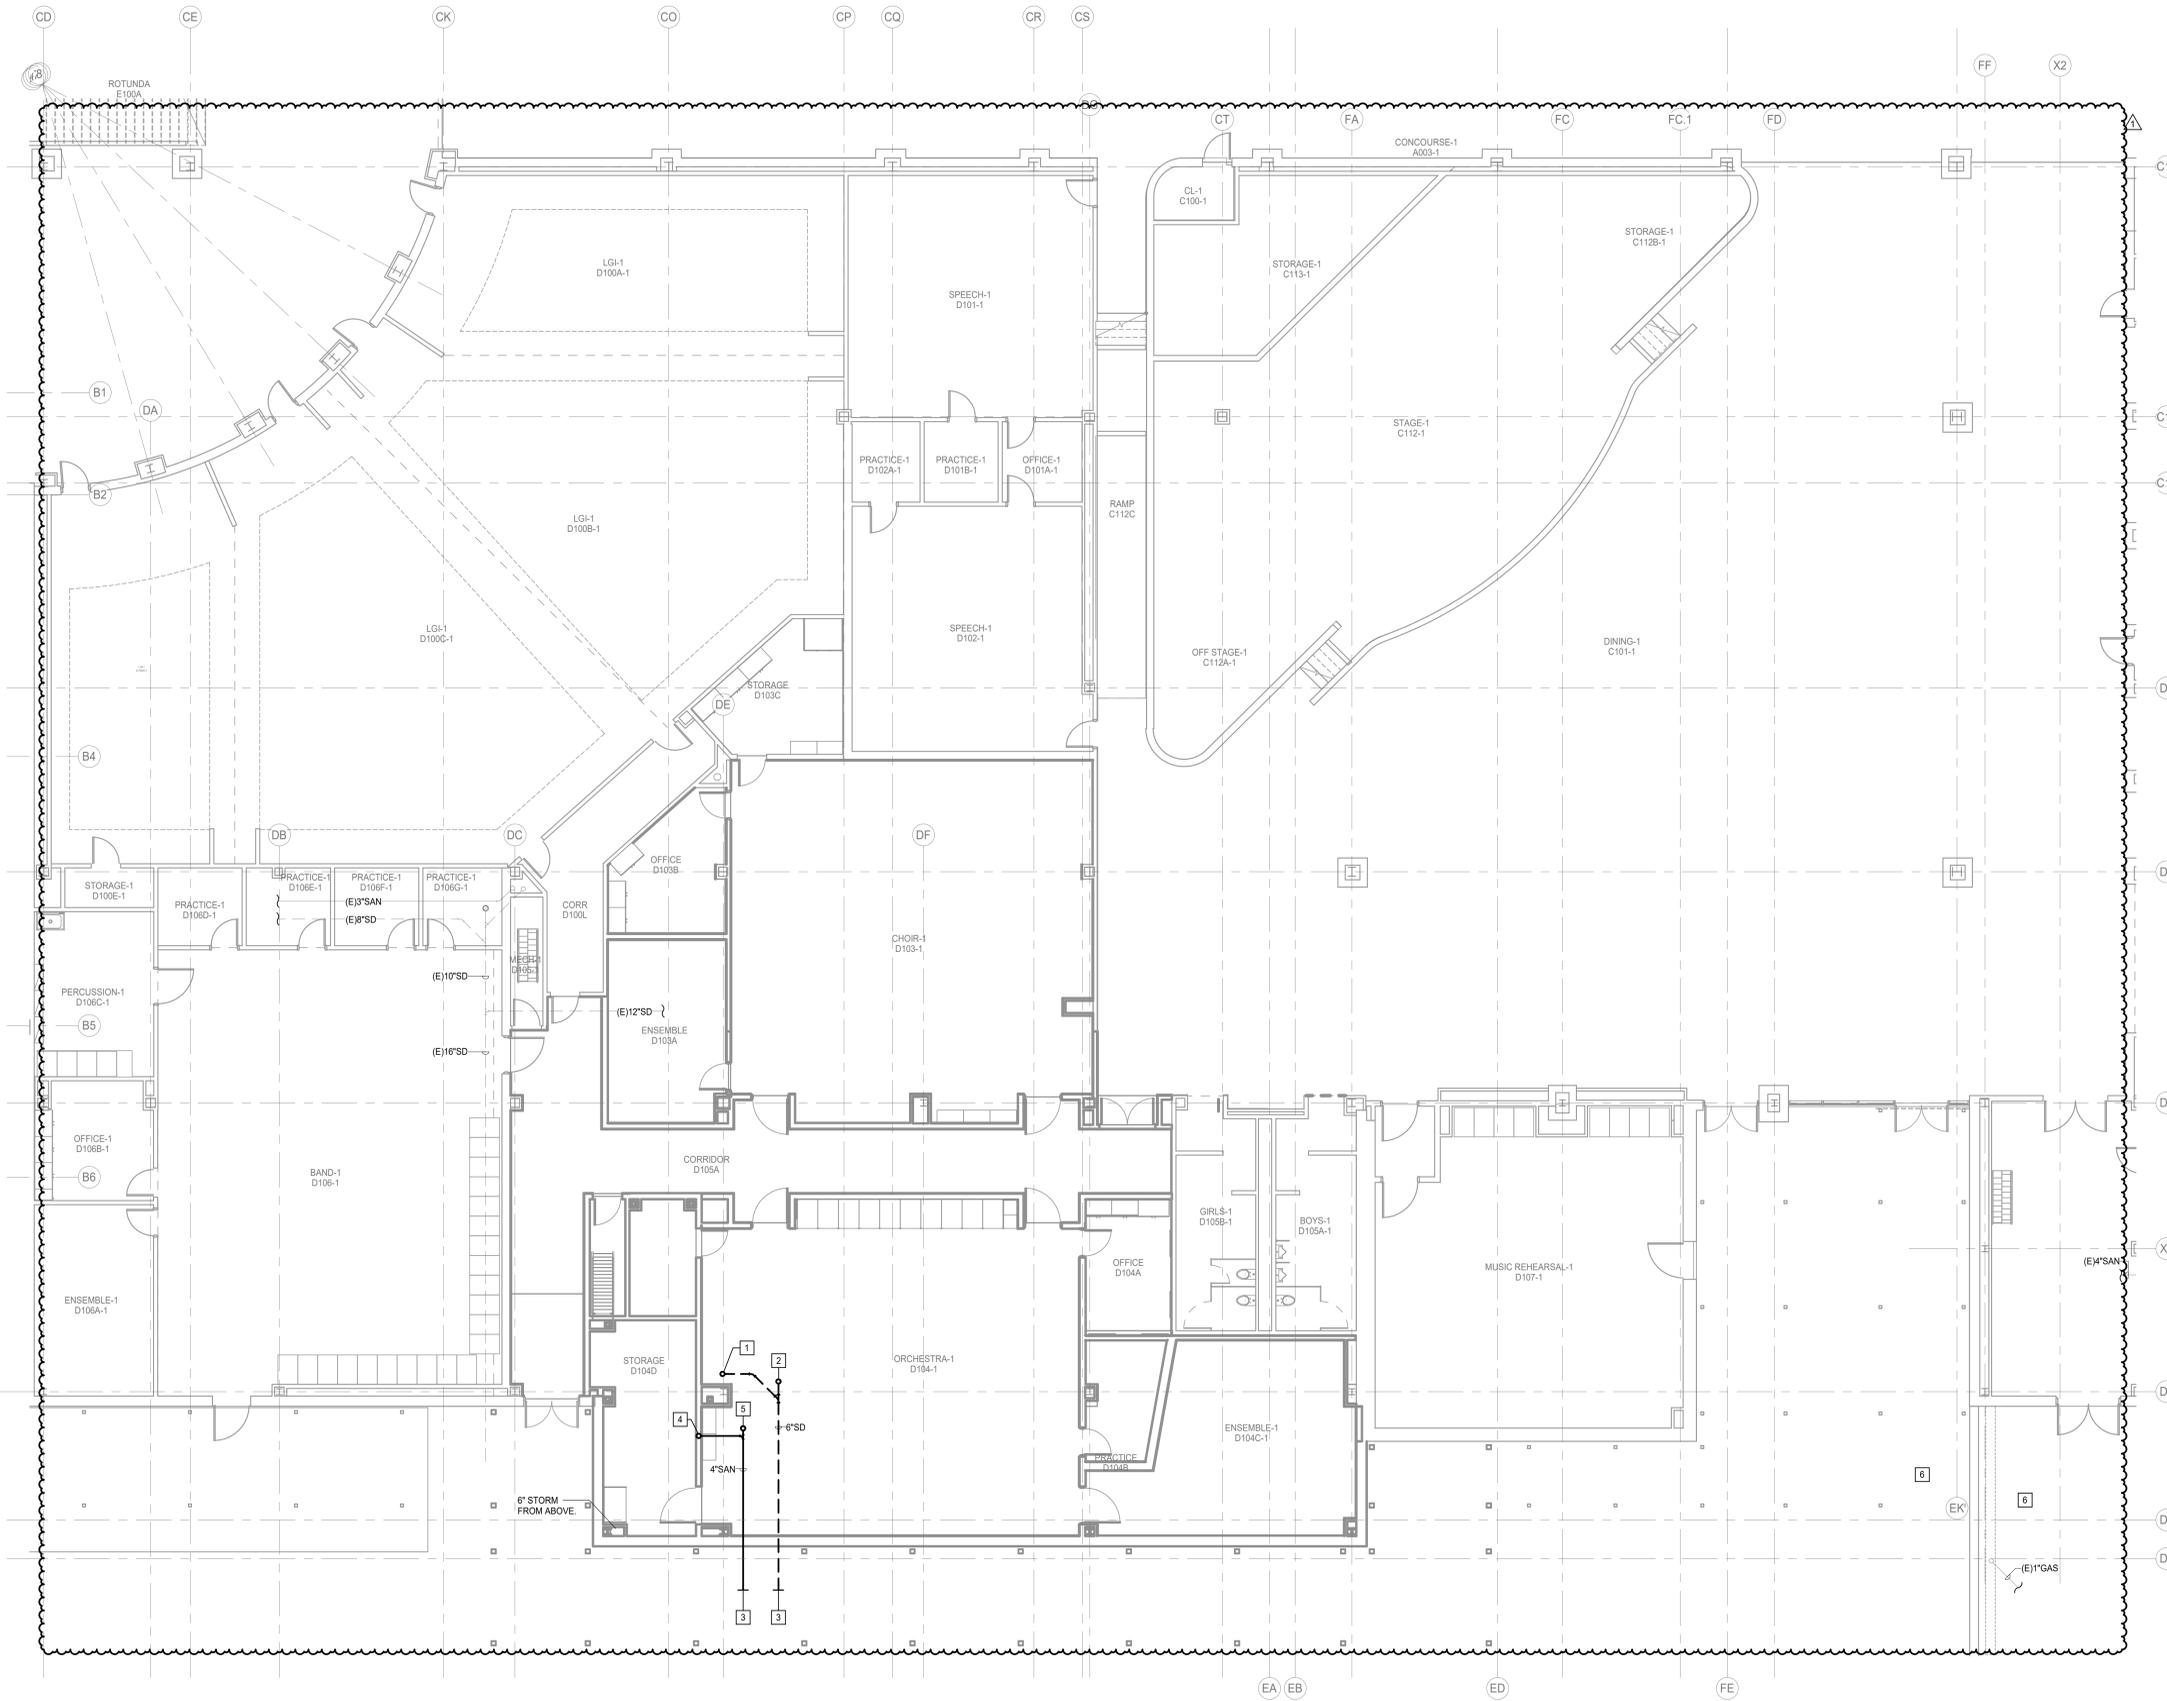 CD
CE
CK
CO
CP
CQ
CR
CS
FF
X2
ROTUNDA
E100A
CT
FA
FC
FC.1
FD
1
CONCOURSE-1
A003-1
CL-1
C100-1
STORAGE-1
C112B-1
LGI-1
D100A-1
STORAGE-1
C113-1
SPEECH-1
D101-1
B1
DA
STAGE-1
C112-1
PRACTICE-1
D102A-1
PRACTICE-1
D101B-1
OFFICE-1
D101A-1
B2
RAMP
C112C
LGI-1
D100B-1
LGI-1
D100C-1
SPEECH-1
D102-1
DINING-1
C101-1
OFF STAGE-1
C112A-1
STORAGE
D103C
DE
B4
DB
DC
DF
OFFICE
D103B
STORAGE-1
D100E-1
PRACTICE-1
D106E-1
PRACTICE-1
D106F-1
PRACTICE-1
D106G-1
PRACTICE-1
D106D-1
(E)3"SAN
(E)8"SD
CORR
D100L
CHOIR-1
D103-1
MECH-1
D105-1
(E)10"SD
PERCUSSION-1
D106C-1
(E)12"SD
B5
ENSEMBLE
D103A
(E)16"SD
OFFICE-1
D106B-1
B6
BAND-1
D106-1
CORRIDOR
D105A
GIRLS-1
D105B-1
BOYS-1
D105A-1
OFFICE
D104A
MUSIC REHEARSAL-1
D107-1
(E)4"SAN
ENSEMBLE-1
D106A-1
1
2
STORAGE
D104D
ORCHESTRA-1
D104-1
4
5
6"SD
ENSEMBLE-1
D104C-1
PRACTICE
D104B
4"SAN
6
6" STORM
FROM ABOVE.
6
EK'
(E)1"GAS
3
3
EA
EB
ED
FE